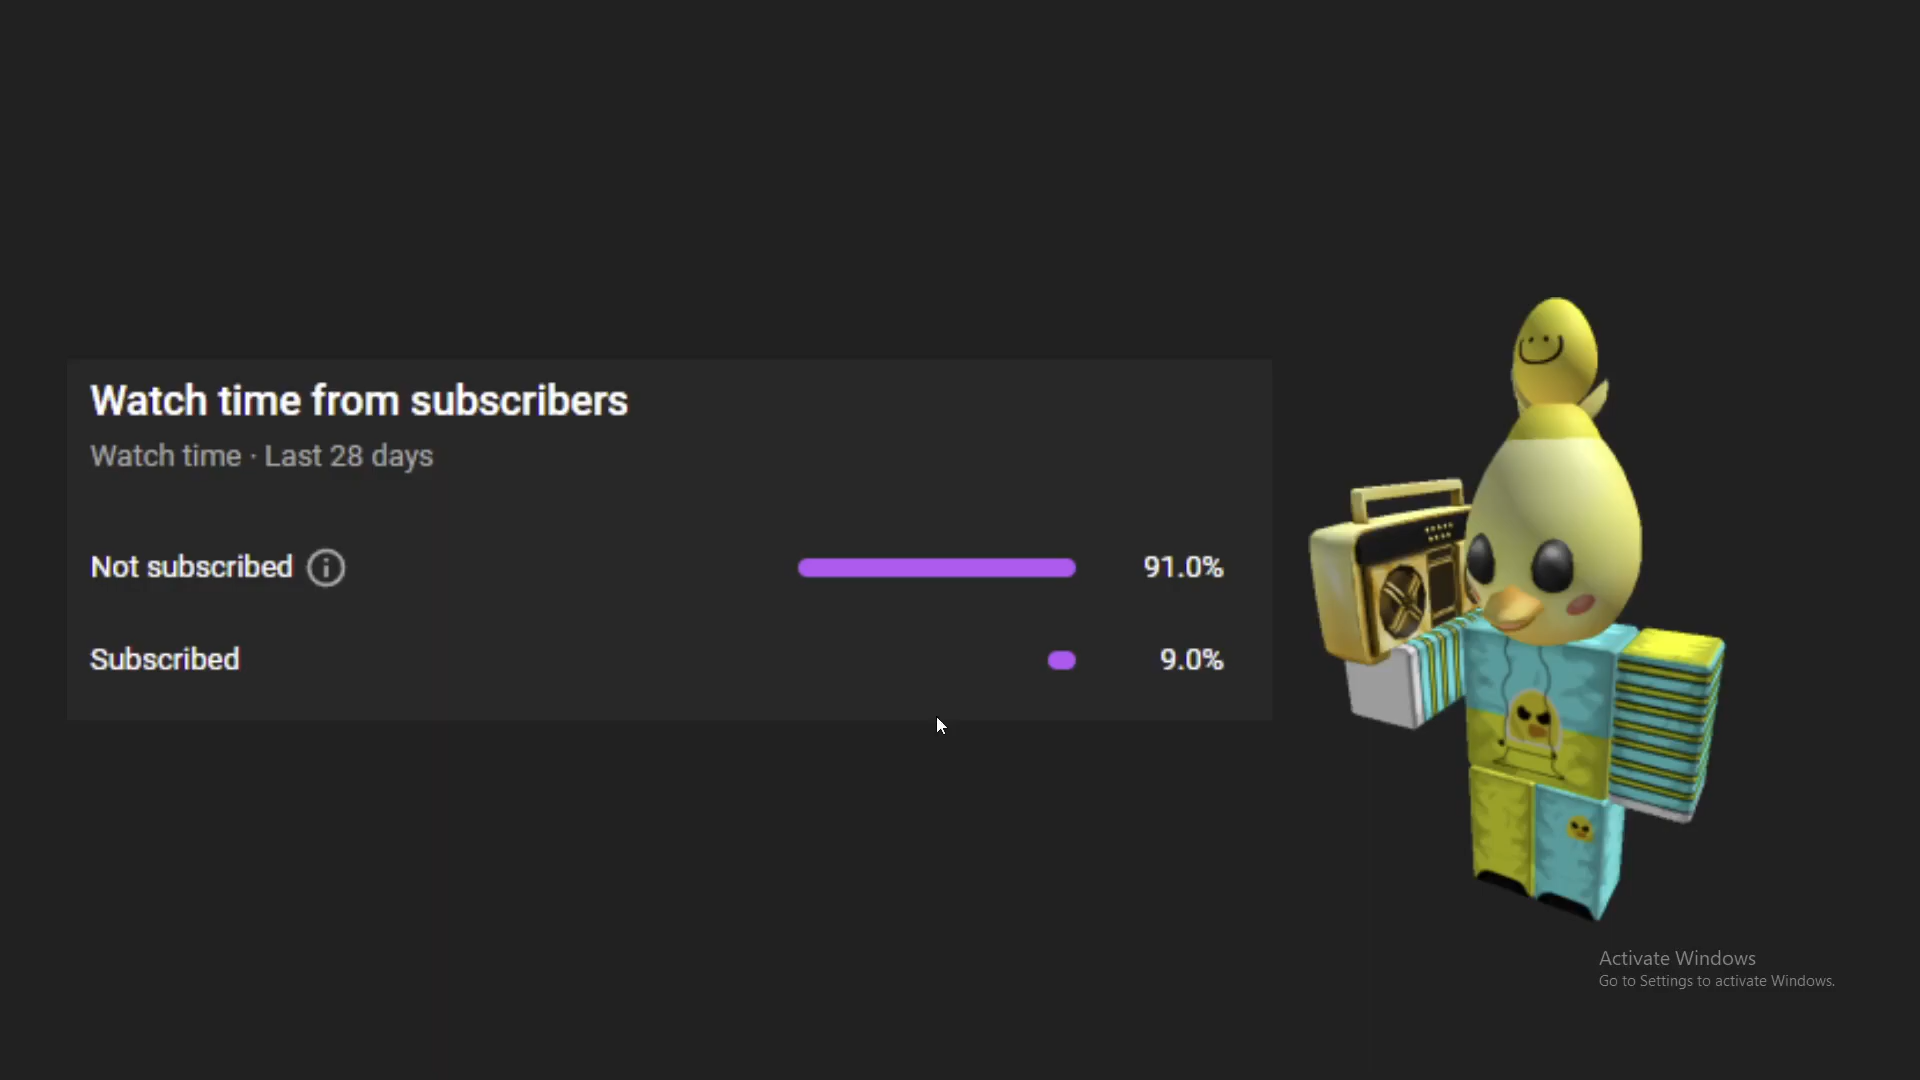 Watch time from subscribers
Watch time · Last 28 days
Not subscribed 91.0%
Subscribed 9.0%
Activate Windows
Go to Settings to activate Windows.